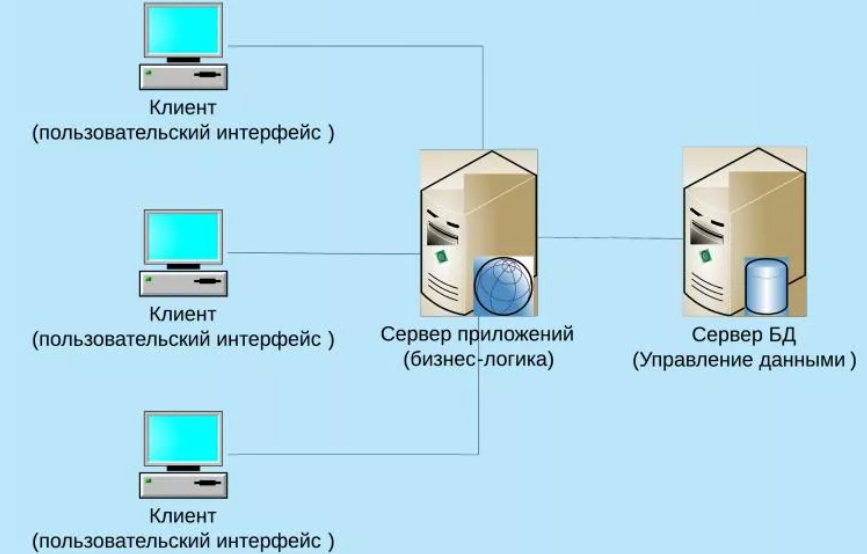 Клиент
(пользовательский интерфейс )
Клиент
(пользовательский интерфейс )
Сервер приложений
(бизнес-логика)
Сервер БД
(Управление данными )
Клиент
(пользовательский интерфейс )